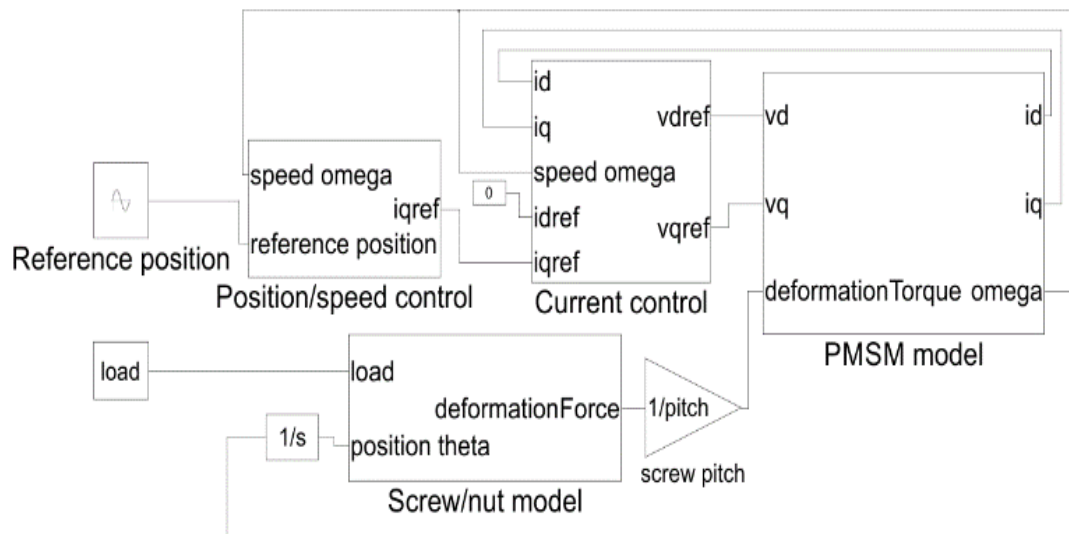 id
iq
speed omega
idref
iqref
vdref
vqref
Current control
0
vd
vq
deformationTorque
id
iq
omega
PMSM model
speed omega
reference position
iqref
Position/speed control
Reference position
load
load
position theta
deformationForce
Screw/nut model
1/s
1/pitch
screw pitch